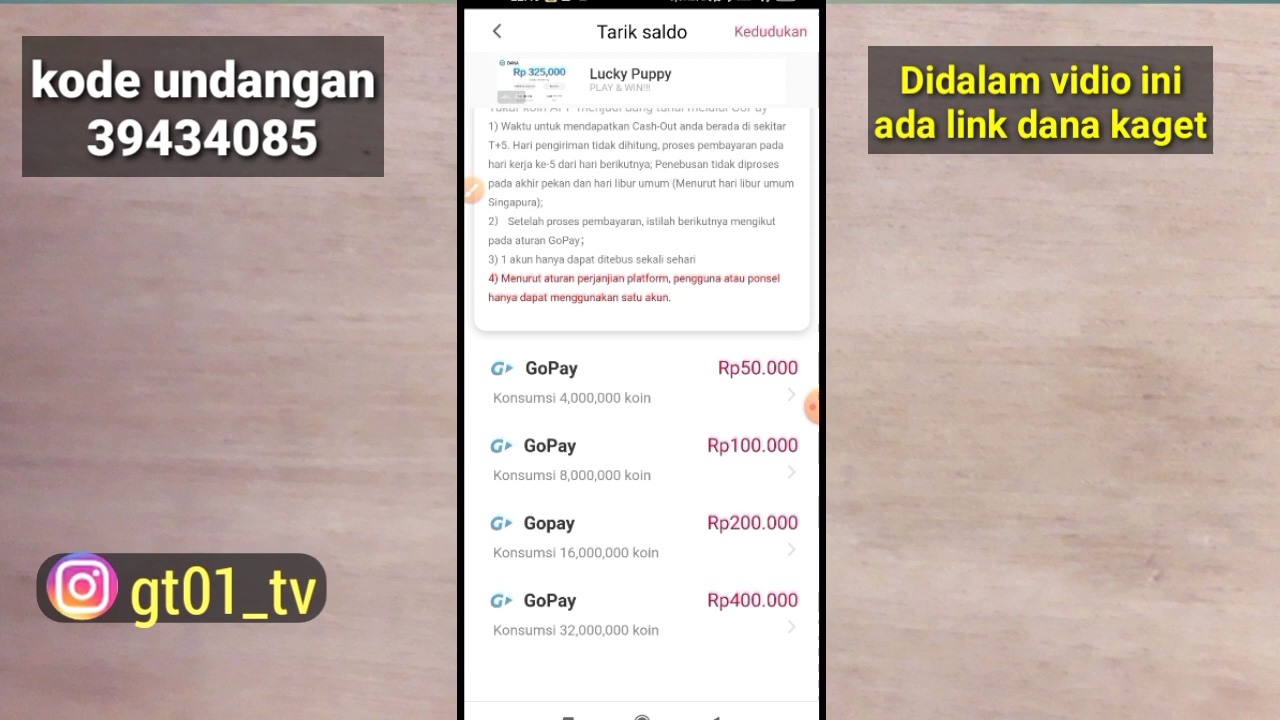 kode undangan
39434085
Didalam vidio ini
ada link dana kaget
gt01_tv
Tarik saldo
Kedudukan
DANA
Rp 325,000
Lucky Puppy
PLAY & WIN!!!
1) Waktu untuk mendapatkan Cash-Out anda berada di sekitar
T+5. Hari pengiriman tidak dihitung, proses pembayaran pada
hari kerja ke-5 dari hari berikutnya; Penebusan tidak diproses
pada akhir pekan dan hari libur umum (Menurut hari libur umum
Singapura);
2) Setelah proses pembayaran, istilah berikutnya mengikut
pada aturan GoPay;
3) 1 akun hanya dapat ditebus sekali sehari
4) Menurut aturan perjanjian platform, pengguna atau ponsel
hanya dapat menggunakan satu akun.
GoPay Rp50.000
Konsumsi 4,000,000 koin
GoPay Rp100.000
Konsumsi 8,000,000 koin
Gopay Rp200.000
Konsumsi 16,000,000 koin
GoPay Rp400.000
Konsumsi 32,000,000 koin